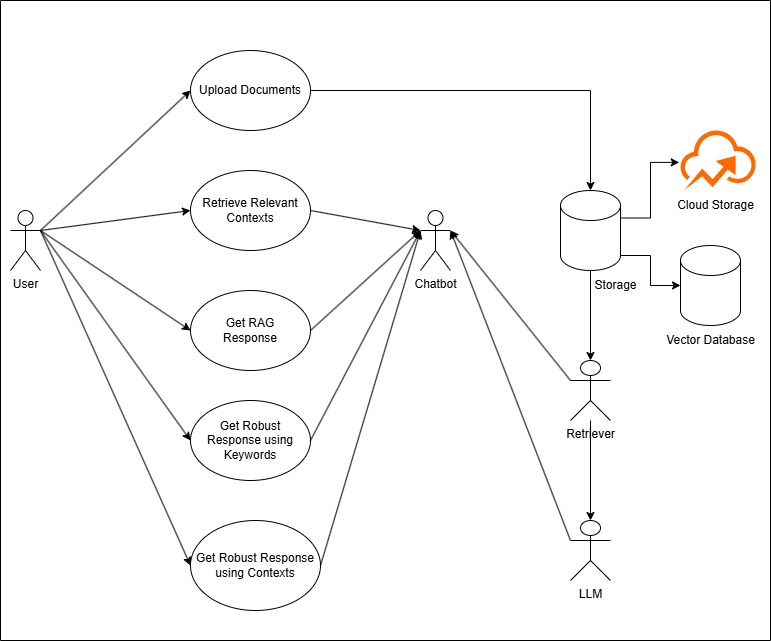 Upload Documents
Retrieve Relevant
Contexts
Cloud Storage
User
Chatbot
Storage
Get RAG
Response
Vector Database
Get Robust
Response using
Keywords
Retriever
Get Robust Response
using Contexts
LLM